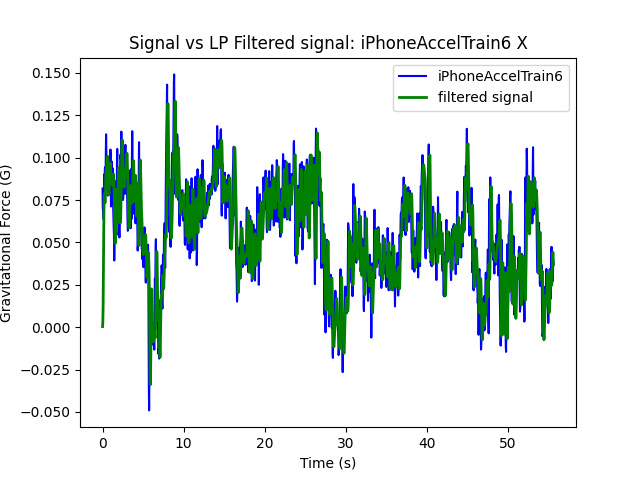 Signal vs LP Filtered signal: iPhoneAccelTrain6 X
iPhoneAccelTrain6
filtered signal
Gravitational Force (G)
0.150
0.125
0.100
0.075
0.050
0.025
0.000
−0.025
−0.050
0 10 20 30 40 50
Time (s)